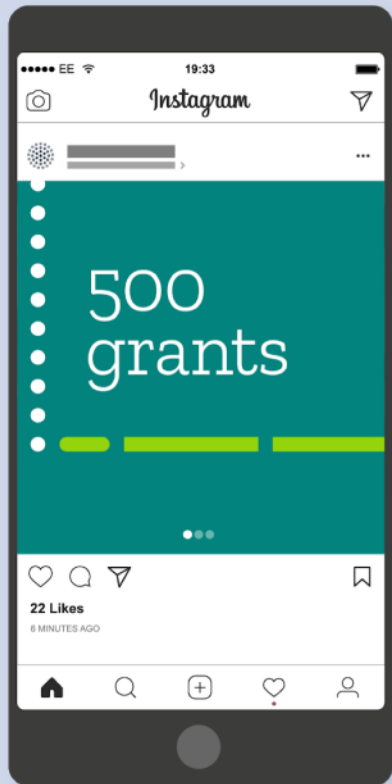 EE 19:33
Instagram
500
grants
22 Likes
6 MINUTES AGO